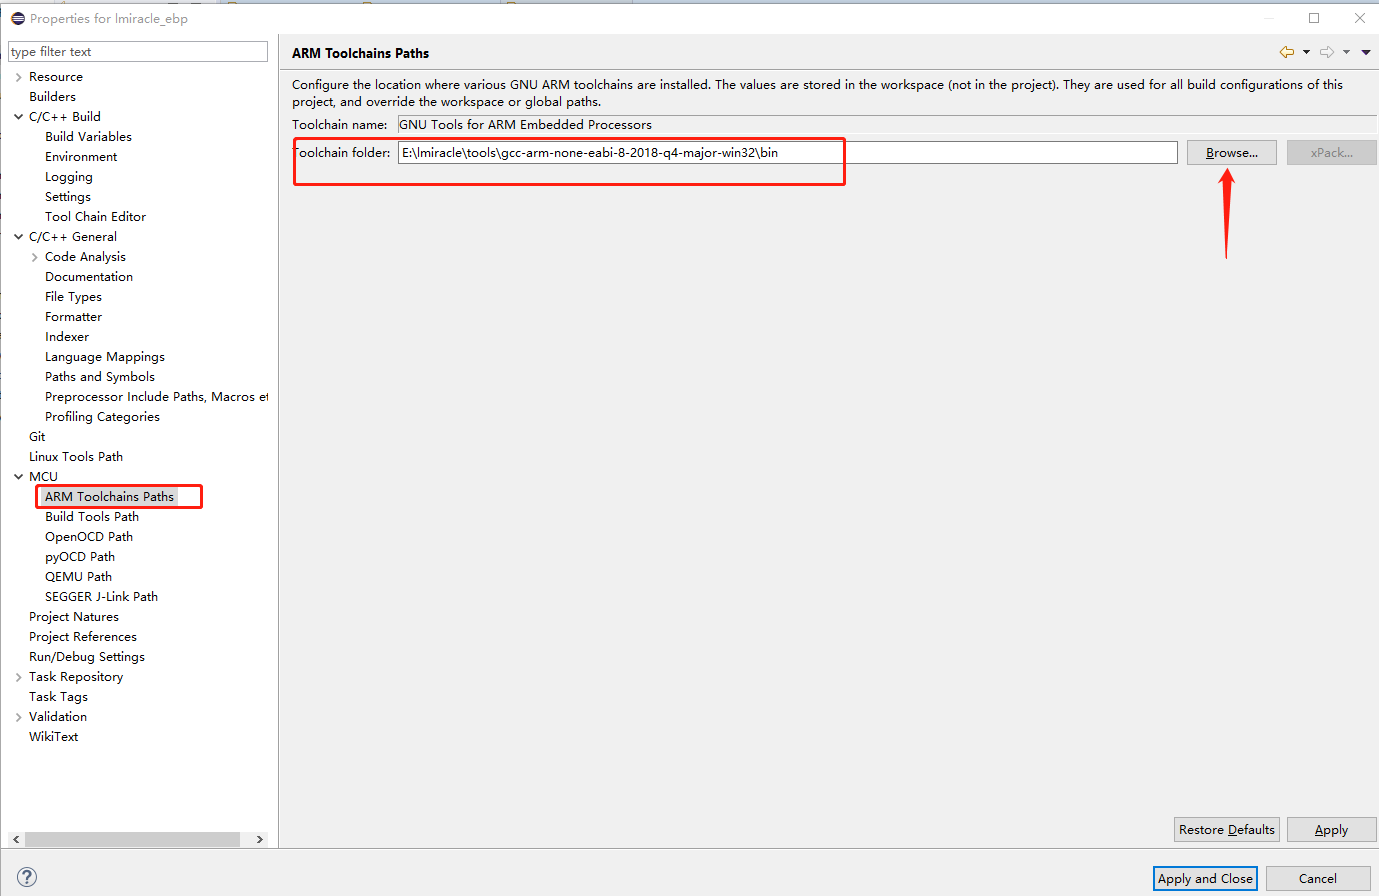 Properties for lmiracle_ebp
type filter text
Resource
Builders
C/C++ Build
Build Variables
Environment
Logging
Settings
Tool Chain Editor
C/C++ General
Code Analysis
Documentation
File Types
Formatter
Indexer
Language Mappings
Paths and Symbols
Preprocessor Include Paths, Macros et
Profiling Categories
Git
Linux Tools Path
MCU
ARM Toolchains Paths
Build Tools Path
OpenOCD Path
pyOCD Path
QEMU Path
SEGGER J-Link Path
Project Natures
Project References
Run/Debug Settings
Task Repository
Task Tags
Validation
WikiText
ARM Toolchains Paths
Configure the location where various GNU ARM toolchains are installed. The values are stored in the workspace (not in the project). They are used for all build configurations of this
project, and override the workspace or global paths.
Toolchain name: GNU Tools for ARM Embedded Processors
Toolchain folder: E:\lmiracle\tools\gcc-arm-none-eabi-8-2018-q4-major-win32\bin Browse... xPack...
Restore Defaults Apply
Apply and Close Cancel